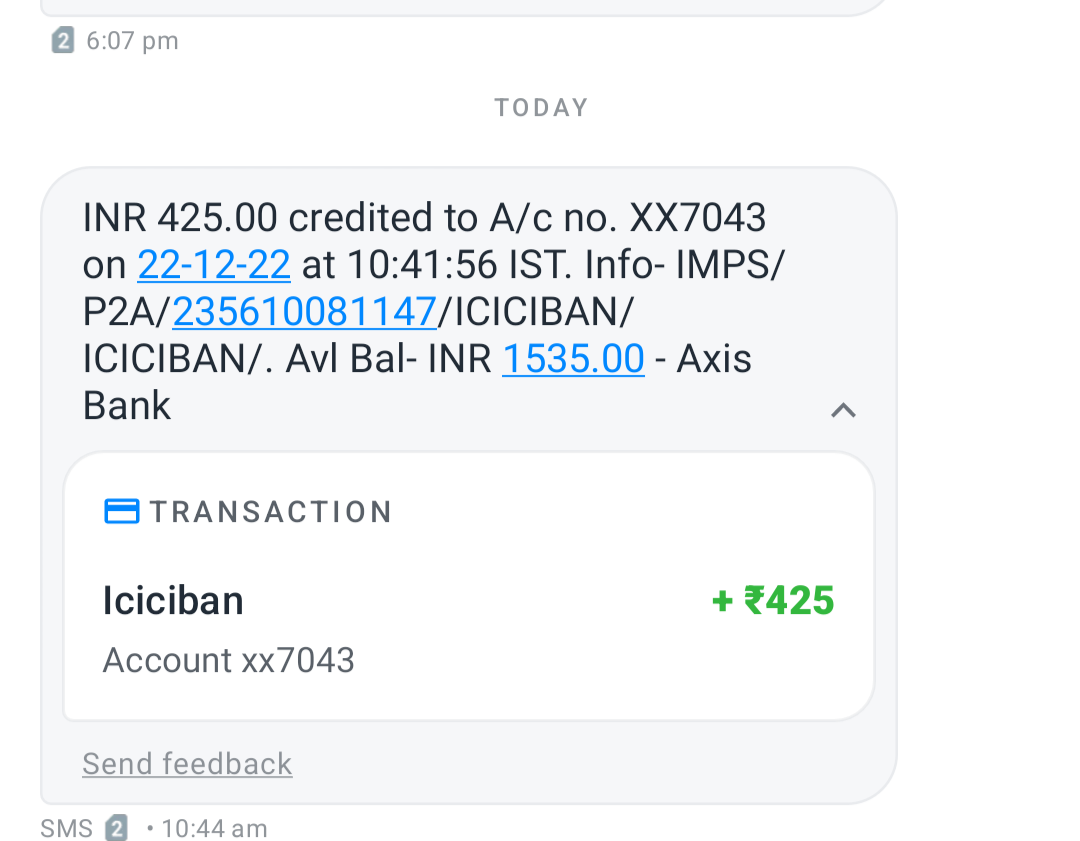 2 6:07 pm
TODAY
INR 425.00 credited to A/c no. XX7043
on 22-12-22 at 10:41:56 IST. Info- IMPS/
P2A/235610081147/ICICIBAN/
ICICIBAN/. Avl Bal- INR 1535.00 - Axis
Bank
TRANSACTION
Iciciban + ₹425
Account xx7043
Send feedback
SMS 2 • 10:44 am